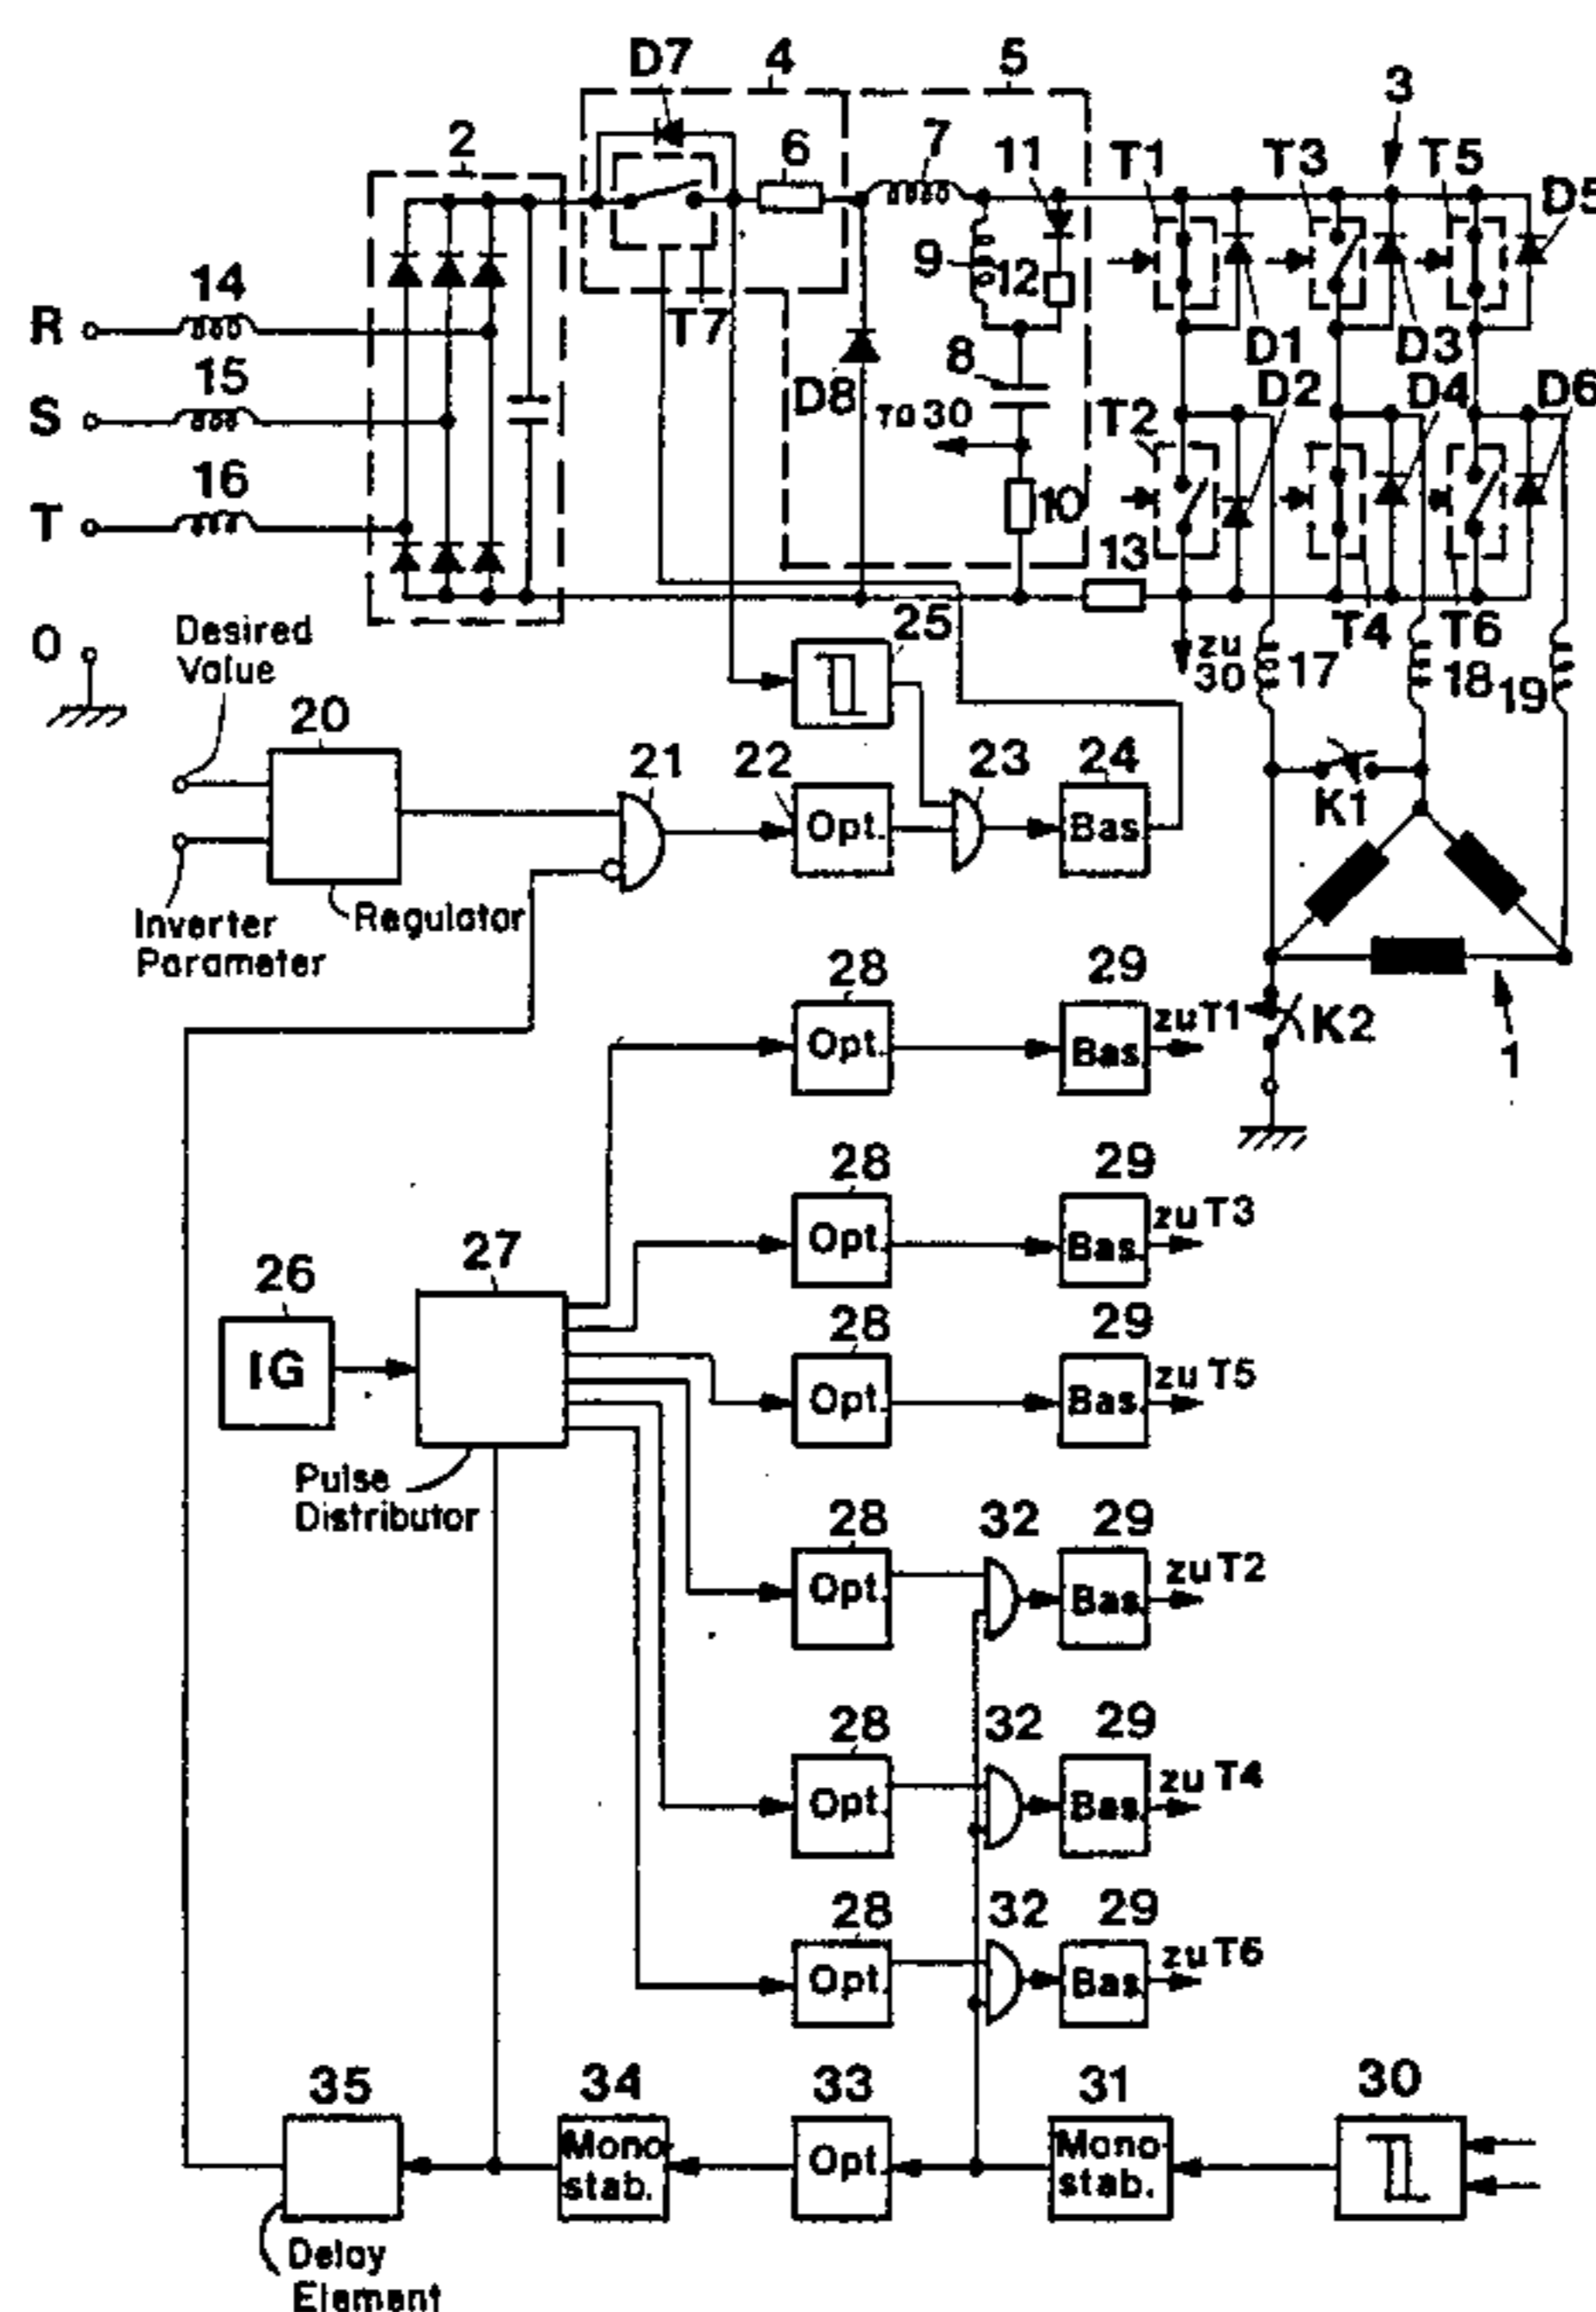 D7 4 5
3
2
6 7 11 T1 T3 T5
D5
14
R
9 12
T7
15
S
D8 8 D1 D3
TO 30
T2 D2 D4 D6
16
T
10
13
Desired
Value
25
zu
30
T4 T6
17 18 19
0
20
21 22 23 24
Opt. Bas
K1
Inverter
Parameter
Regulator
28 29
Opt. Bas zu T1
K2
1
28 29
Opt. Bas. zu T3
26 27
IG
28 29
Opt. Bas. zu T5
Pulse
Distributor
28 32 29
Opt. Bas. zu T2
28 32 29
Opt. Bas. zu T4
28 32 29
Opt. Bas zu T6
35 34 33 31 30
Mono-
stab.
Opt.
Mono-
stab.
Delay
Element